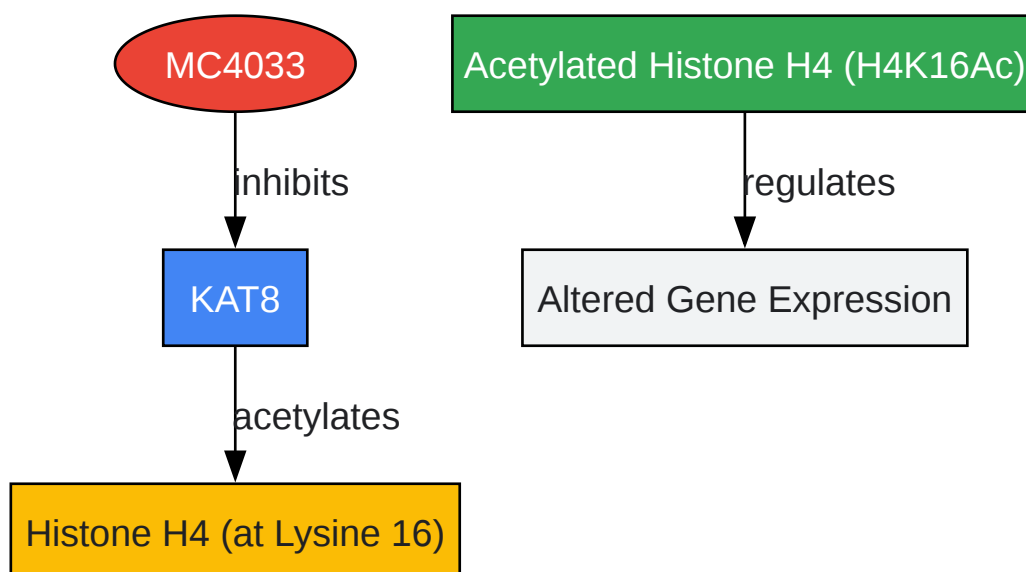 MC4033
Acetylated Histone H4 (H4K16Ac)
inhibits
regulates
KAT8
Altered Gene Expression
acetylates
Histone H4 (at Lysine 16)